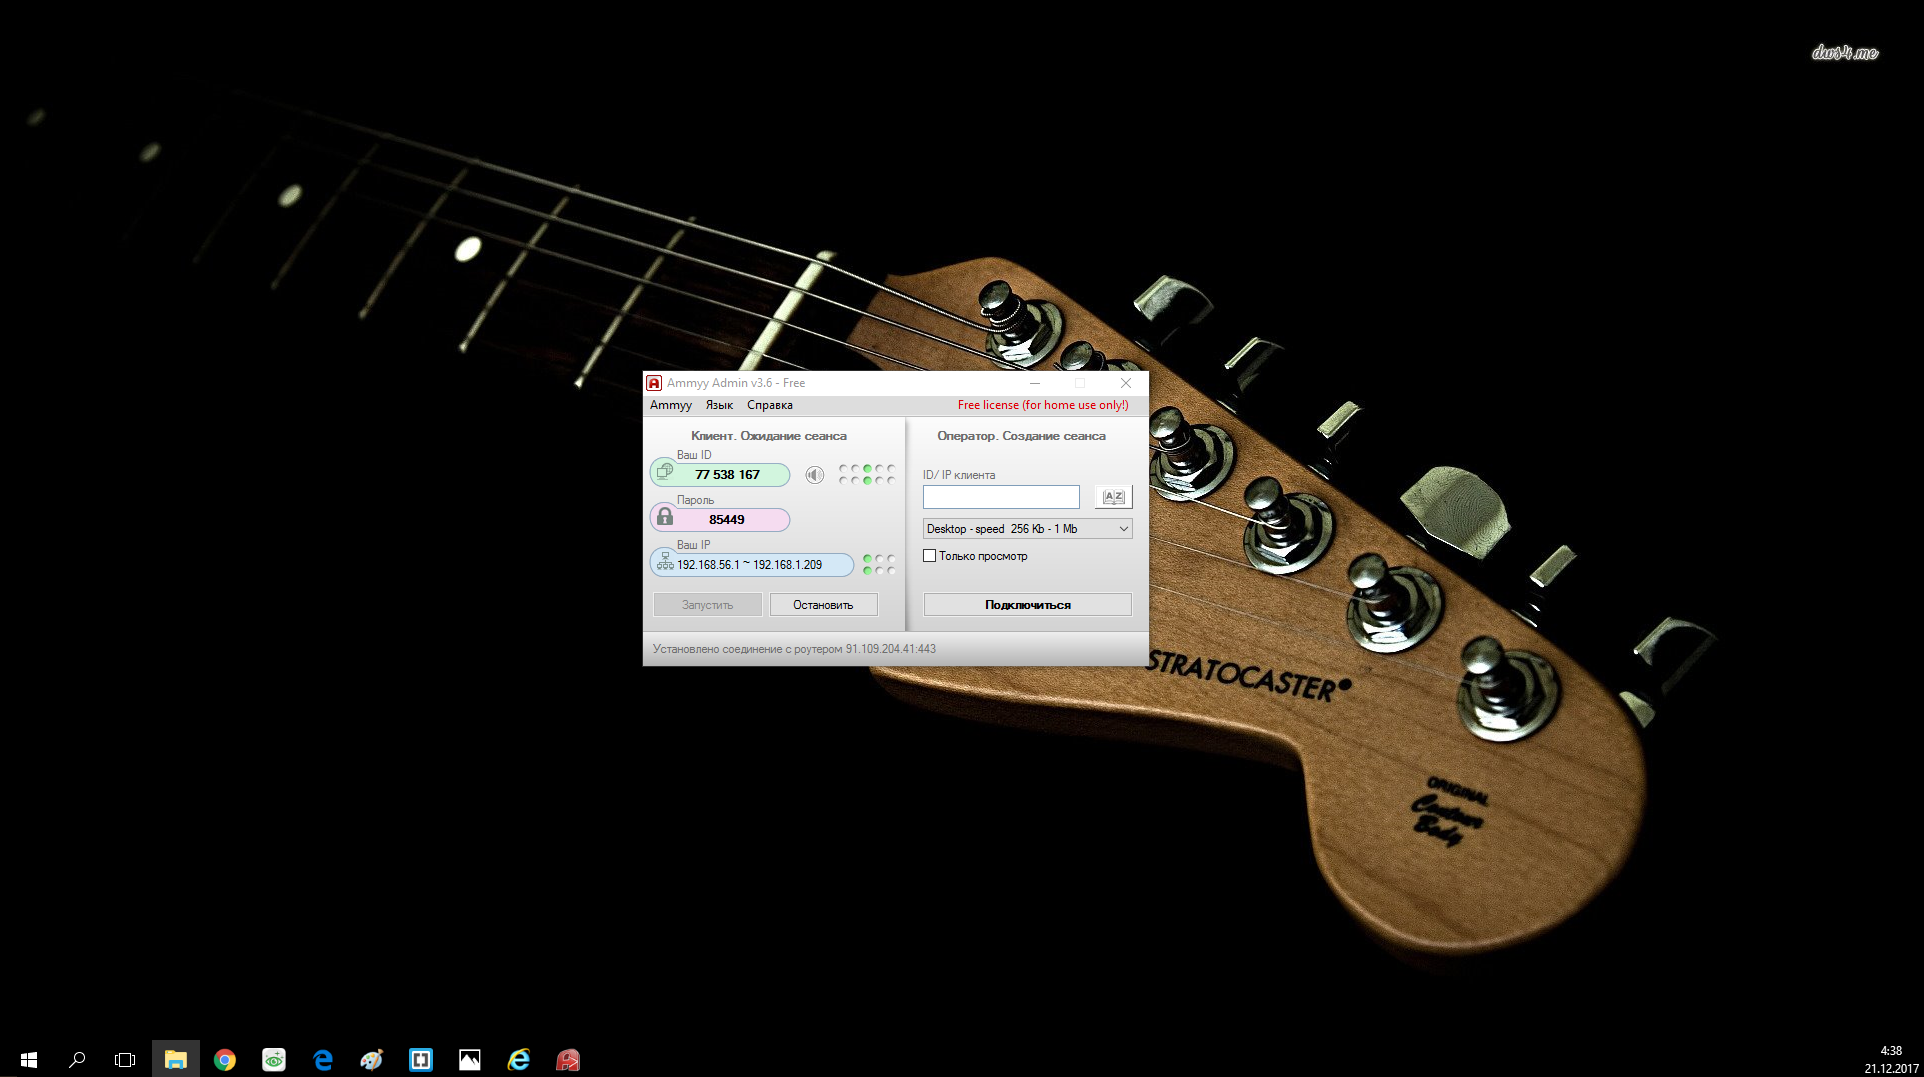 dws4.me
Ammyy Admin v3.6 - Free
Ammyy Язык Справка Free license (for home use only!)
Клиент. Ожидание сеанса
Ваш ID
77 538 167
Пароль
85449
Ваш IP
192.168.56.1 ~ 192.168.1.209
Запустить Остановить
Оператор. Создание сеанса
ID/ IP клиента
AZ
Desktop - speed 256 Kb - 1 Mb
Только просмотр
Подключиться
Установлено соединение с роутером 91.109.204.41:443
STRATOCASTER
ORIGINAL
Contour
Body
4:38
21.12.2017